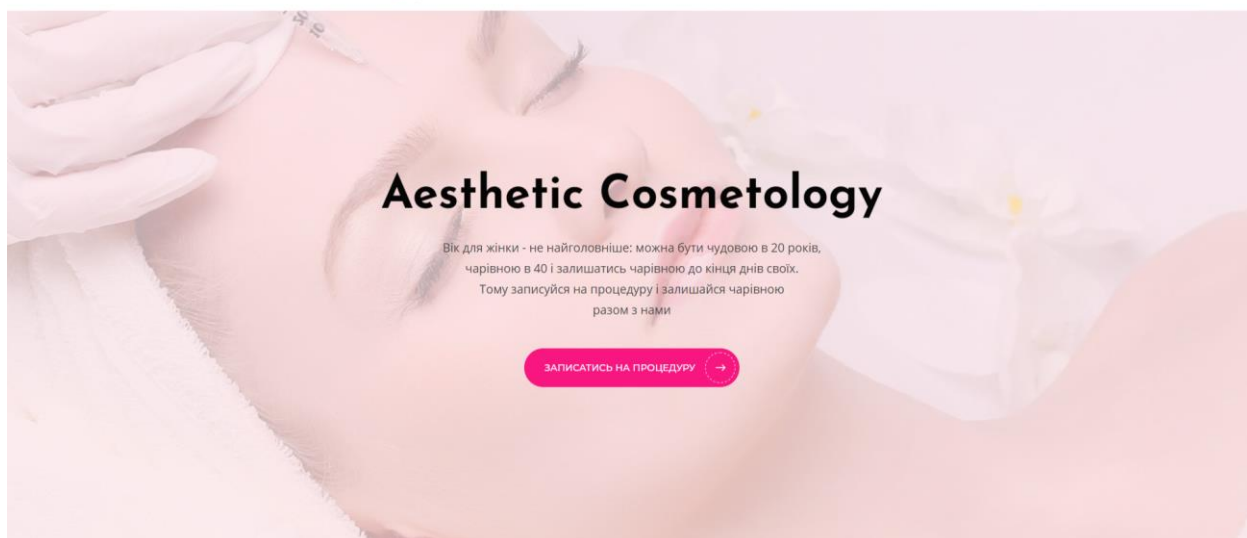 Aesthetic Cosmetology
Вік для жінки - не найголовніше: можна бути чудовою в 20 років,
чарівною в 40 і залишатись чарівною до кінця днів своїх.
Тому записуйся на процедуру і залишайся чарівною
разом з нами
ЗАПИСАТИСЬ НА ПРОЦЕДУРУ